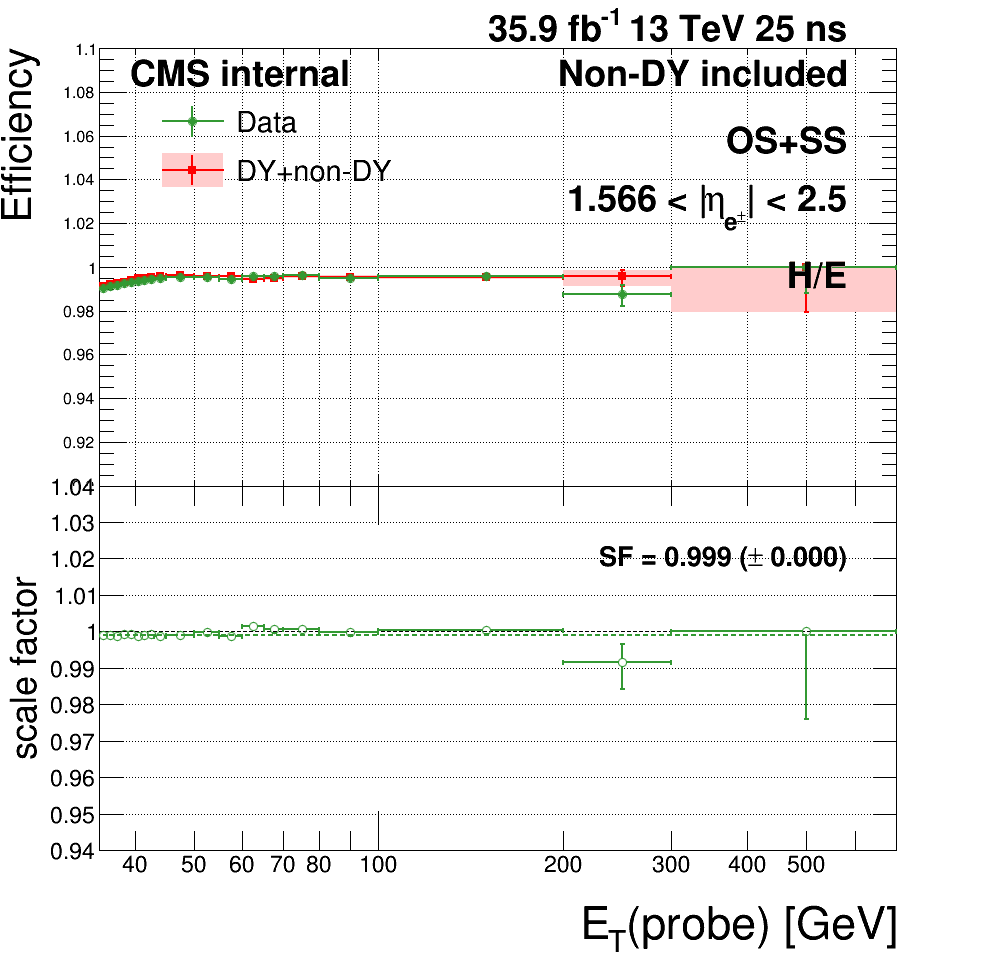 35.9 fb⁻¹ 13 TeV 25 ns
Efficiency
1.1
1.08
1.06
1.04
1.02
1
0.98
0.96
0.94
0.92
CMS internal
Data
DY+non-DY
Non-DY included
OS+SS
1.566 < |η_e±| < 2.5
H/E
scale factor
1.04
1.03
1.02
1.01
1
0.99
0.98
0.97
0.96
0.95
0.94
SF = 0.999 (± 0.000)
40 50 60 70 80 100 200 300 400 500
E_T(probe) [GeV]